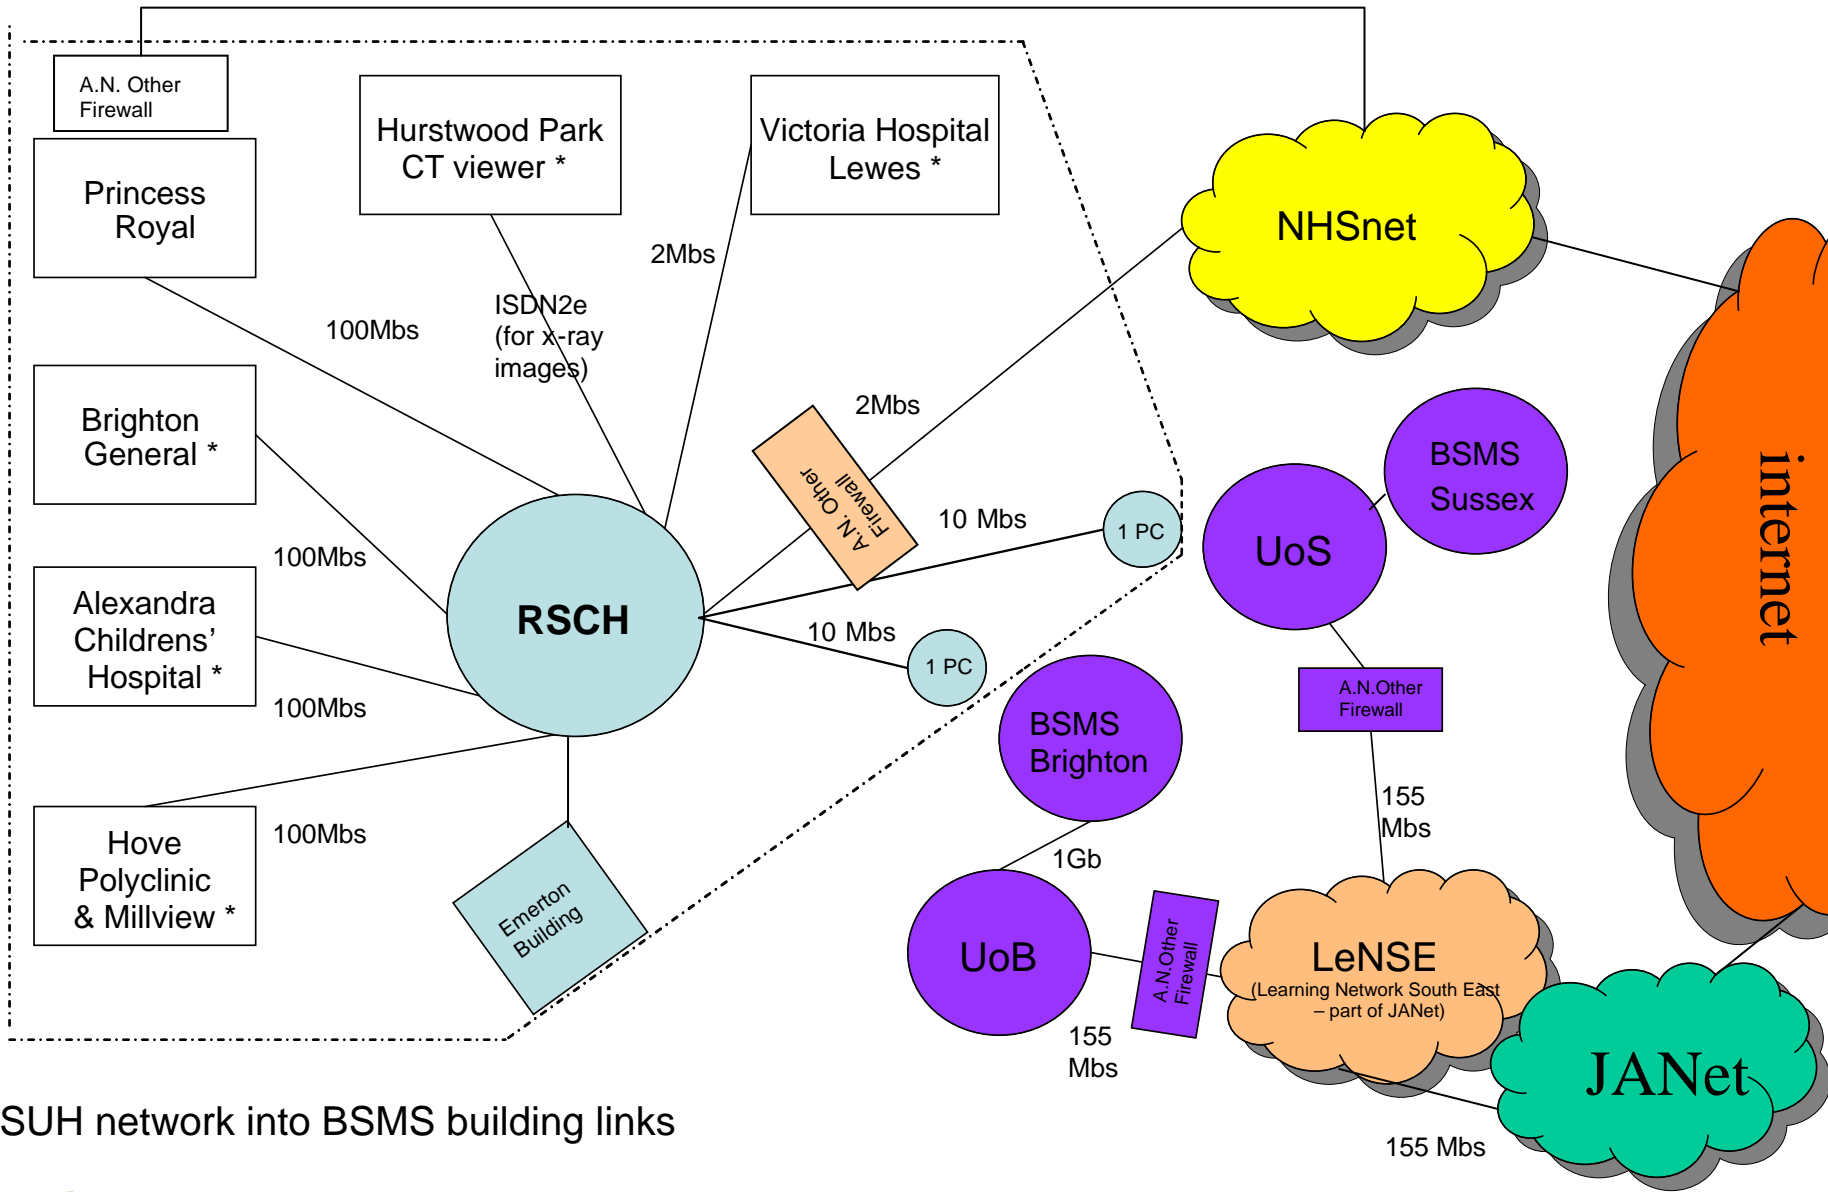 A.N. Other
Firewall
Princess
Royal
Hurstwood Park
CT viewer *
Victoria Hospital
Lewes *
NHSnet
2Mbs
ISDN2e
(for x-ray
images)
100Mbs
2Mbs
Brighton
General *
A.N. Other
Firewall
10 Mbs
1 PC
BSMS
Sussex
UoS
internet
100Mbs
Alexandra
Childrens’
Hospital *
RSCH
10 Mbs
1 PC
A.N.Other
Firewall
100Mbs
BSMS
Brighton
155
Mbs
100Mbs
Hove
Polyclinic
& Millview *
1Gb
Emerton
Building
UoB
A.N.Other
Firewall
LeNSE
(Learning Network South East
– part of JANet)
155
Mbs
JANet
155 Mbs
SUH network into BSMS building links